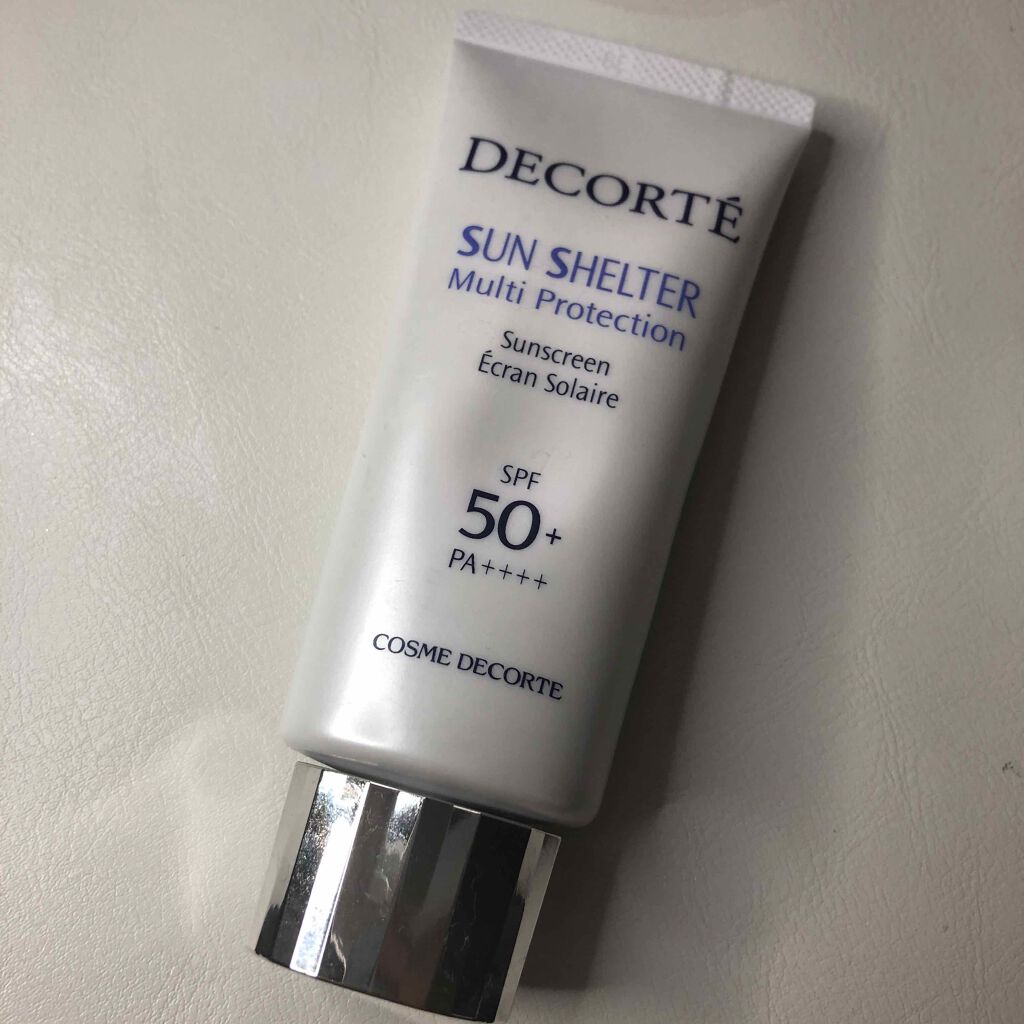 DECORTÉ
SUN SHELTER
Multi Protection
Sunscreen
Écran Solaire
SPF
50+
PA++++
COSME DECORTE